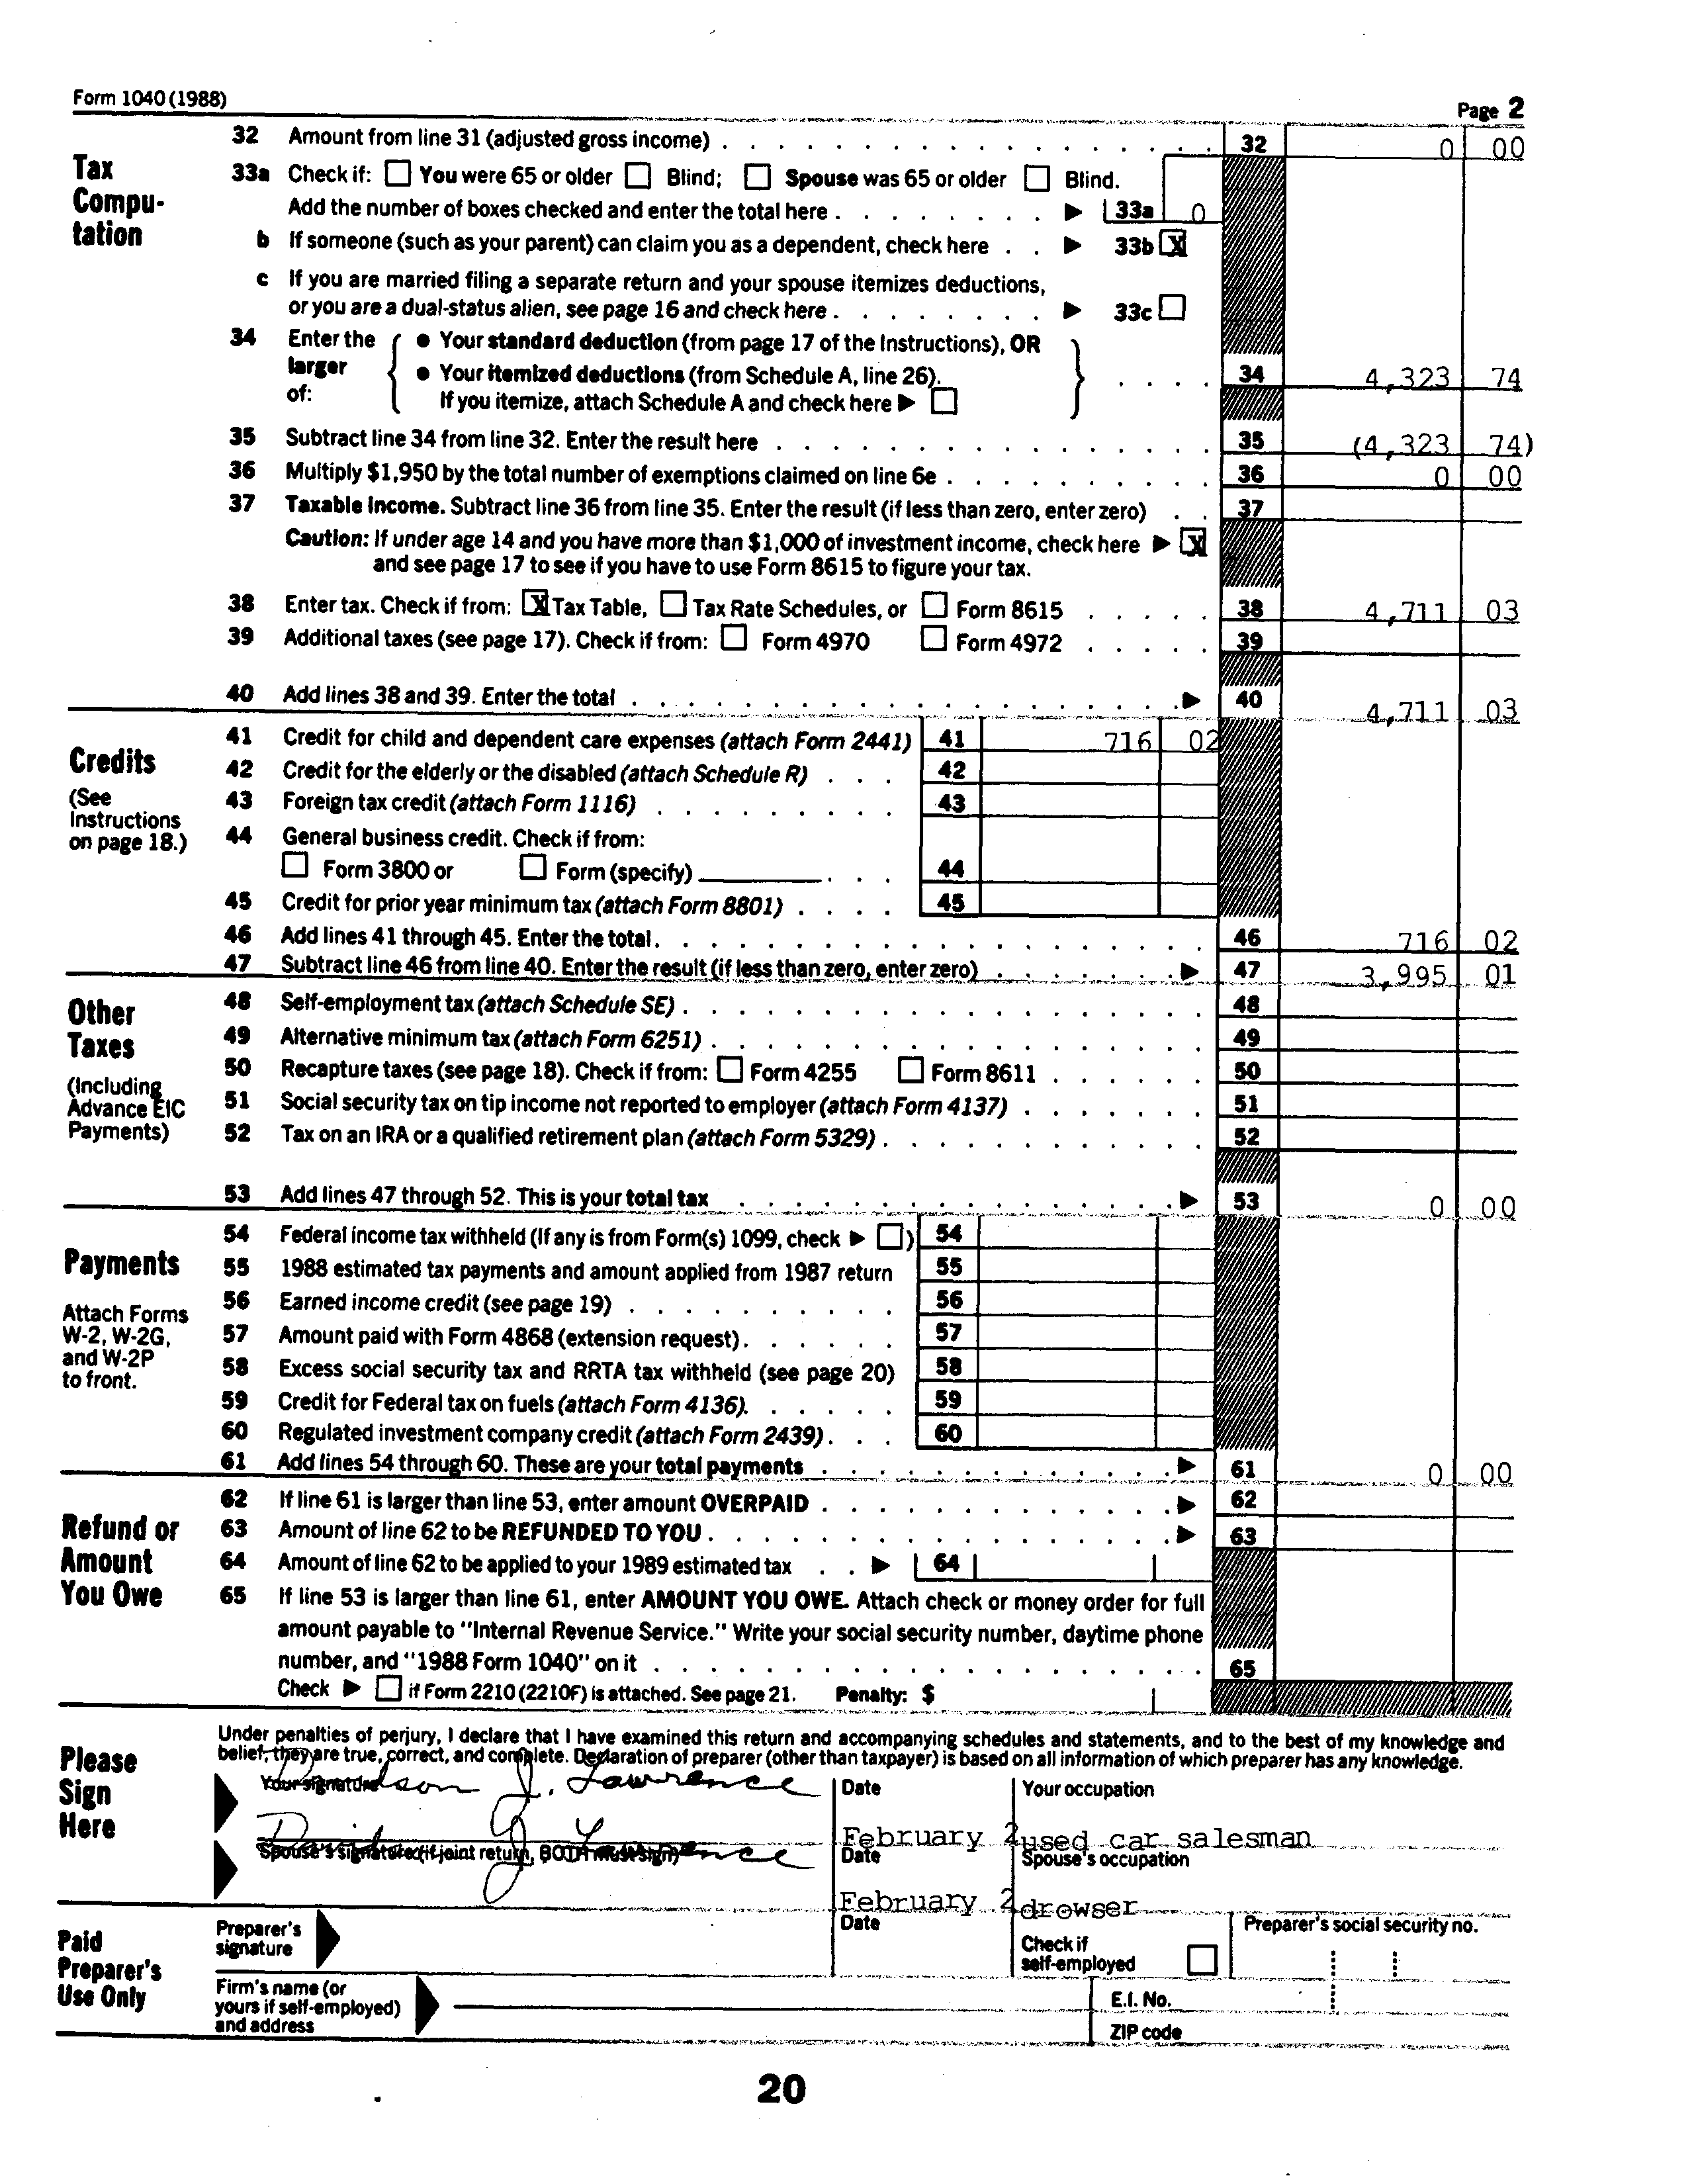 Form 1040 (1988)
Page 2
Tax Compu-tation
32 Amount from line 31 (adjusted gross income) 32 0 00
33a Check if: You were 65 or older Blind; Spouse was 65 or older Blind.
Add the number of boxes checked and enter the total here 33a 0
b If someone (such as your parent) can claim you as a dependent, check here 33b X
c If you are married filing a separate return and your spouse itemizes deductions,
or you are a dual-status alien, see page 16 and check here 33c
34 Enter the larger of:
• Your standard deduction (from page 17 of the Instructions), OR
• Your itemized deductions (from Schedule A, line 26). 34 4,323 74
If you itemize, attach Schedule A and check here
35 Subtract line 34 from line 32. Enter the result here 35 (4,323 74)
36 Multiply $1,950 by the total number of exemptions claimed on line 6e 36 0 00
37 Taxable income. Subtract line 36 from line 35. Enter the result (if less than zero, enter zero) 37
Caution: If under age 14 and you have more than $1,000 of investment income, check here X
and see page 17 to see if you have to use Form 8615 to figure your tax.
38 Enter tax. Check if from: X Tax Table, Tax Rate Schedules, or Form 8615 38 4,711 03
39 Additional taxes (see page 17). Check if from: Form 4970 Form 4972 39
40 Add lines 38 and 39. Enter the total 40 4,711 03
Credits
(See Instructions on page 18.)
41 Credit for child and dependent care expenses (attach Form 2441) 41 716 02
42 Credit for the elderly or the disabled (attach Schedule R) 42
43 Foreign tax credit (attach Form 1116) 43
44 General business credit. Check if from:
Form 3800 or Form (specify) 44
45 Credit for prior year minimum tax (attach Form 8801) 45
46 Add lines 41 through 45. Enter the total. 46 716 02
47 Subtract line 46 from line 40. Enter the result (if less than zero, enter zero) 47 3,995 01
Other Taxes
(Including Advance EIC Payments)
48 Self-employment tax (attach Schedule SE) 48
49 Alternative minimum tax (attach Form 6251) 49
50 Recapture taxes (see page 18). Check if from: Form 4255 Form 8611 50
51 Social security tax on tip income not reported to employer (attach Form 4137) 51
52 Tax on an IRA or a qualified retirement plan (attach Form 5329) 52
53 Add lines 47 through 52. This is your total tax 53 0 00
Payments
Attach Forms W-2, W-2G, and W-2P to front.
54 Federal income tax withheld (If any is from Form(s) 1099, check ) 54
55 1988 estimated tax payments and amount applied from 1987 return 55
56 Earned income credit (see page 19) 56
57 Amount paid with Form 4868 (extension request) 57
58 Excess social security tax and RRTA tax withheld (see page 20) 58
59 Credit for Federal tax on fuels (attach Form 4136) 59
60 Regulated investment company credit (attach Form 2439) 60
61 Add lines 54 through 60. These are your total payments 61 0 00
Refund or Amount You Owe
62 If line 61 is larger than line 53, enter amount OVERPAID 62
63 Amount of line 62 to be REFUNDED TO YOU 63
64 Amount of line 62 to be applied to your 1989 estimated tax 64
65 If line 53 is larger than line 61, enter AMOUNT YOU OWE. Attach check or money order for full
amount payable to "Internal Revenue Service." Write your social security number, daytime phone
number, and "1988 Form 1040" on it 65
Check if Form 2210 (2210F) is attached. See page 21. Penalty: $
Please Sign Here
Under penalties of perjury, I declare that I have examined this return and accompanying schedules and statements, and to the best of my knowledge and
belief, they are true, correct, and complete. Declaration of preparer (other than taxpayer) is based on all information of which preparer has any knowledge.
Your signature Davidson J. Lawrence Date Your occupation
February 2 used car salesman
Spouse's signature (if joint return, BOTH must sign) Date Spouse's occupation
February 2 drowser
Paid Preparer's Use Only
Preparer's signature Date Check if self-employed Preparer's social security no.
Firm's name (or yours if self-employed) and address E.I. No.
ZIP code
20